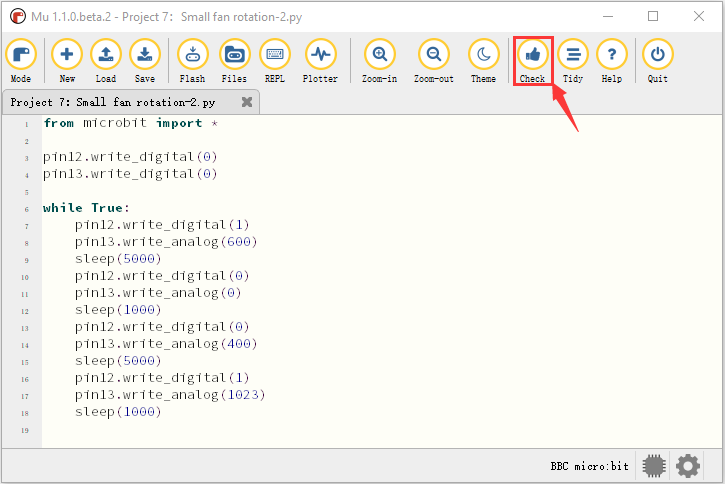 Mu 1.1.0.beta.2 - Project 7: Small fan rotation-2.py
Mode New Load Save Flash Files REPL Plotter Zoom-in Zoom-out Theme Check Tidy Help Quit
Project 7: Small fan rotation-2.py
1 from microbit import *
2
3 pin12.write_digital(0)
4 pin13.write_digital(0)
5
6 while True:
7 pin12.write_digital(1)
8 pin13.write_analog(600)
9 sleep(5000)
10 pin12.write_digital(0)
11 pin13.write_analog(0)
12 sleep(1000)
13 pin12.write_digital(0)
14 pin13.write_analog(400)
15 sleep(5000)
16 pin12.write_digital(1)
17 pin13.write_analog(1023)
18 sleep(1000)
19
BBC micro:bit